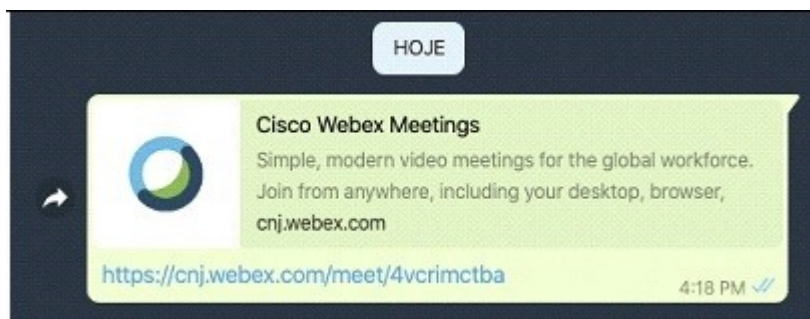 HOJE
Cisco Webex Meetings
Simple, modern video meetings for the global workforce.
Join from anywhere, including your desktop, browser,
cnj.webex.com
https://cnj.webex.com/meet/4vcrimctba
4:18 PM